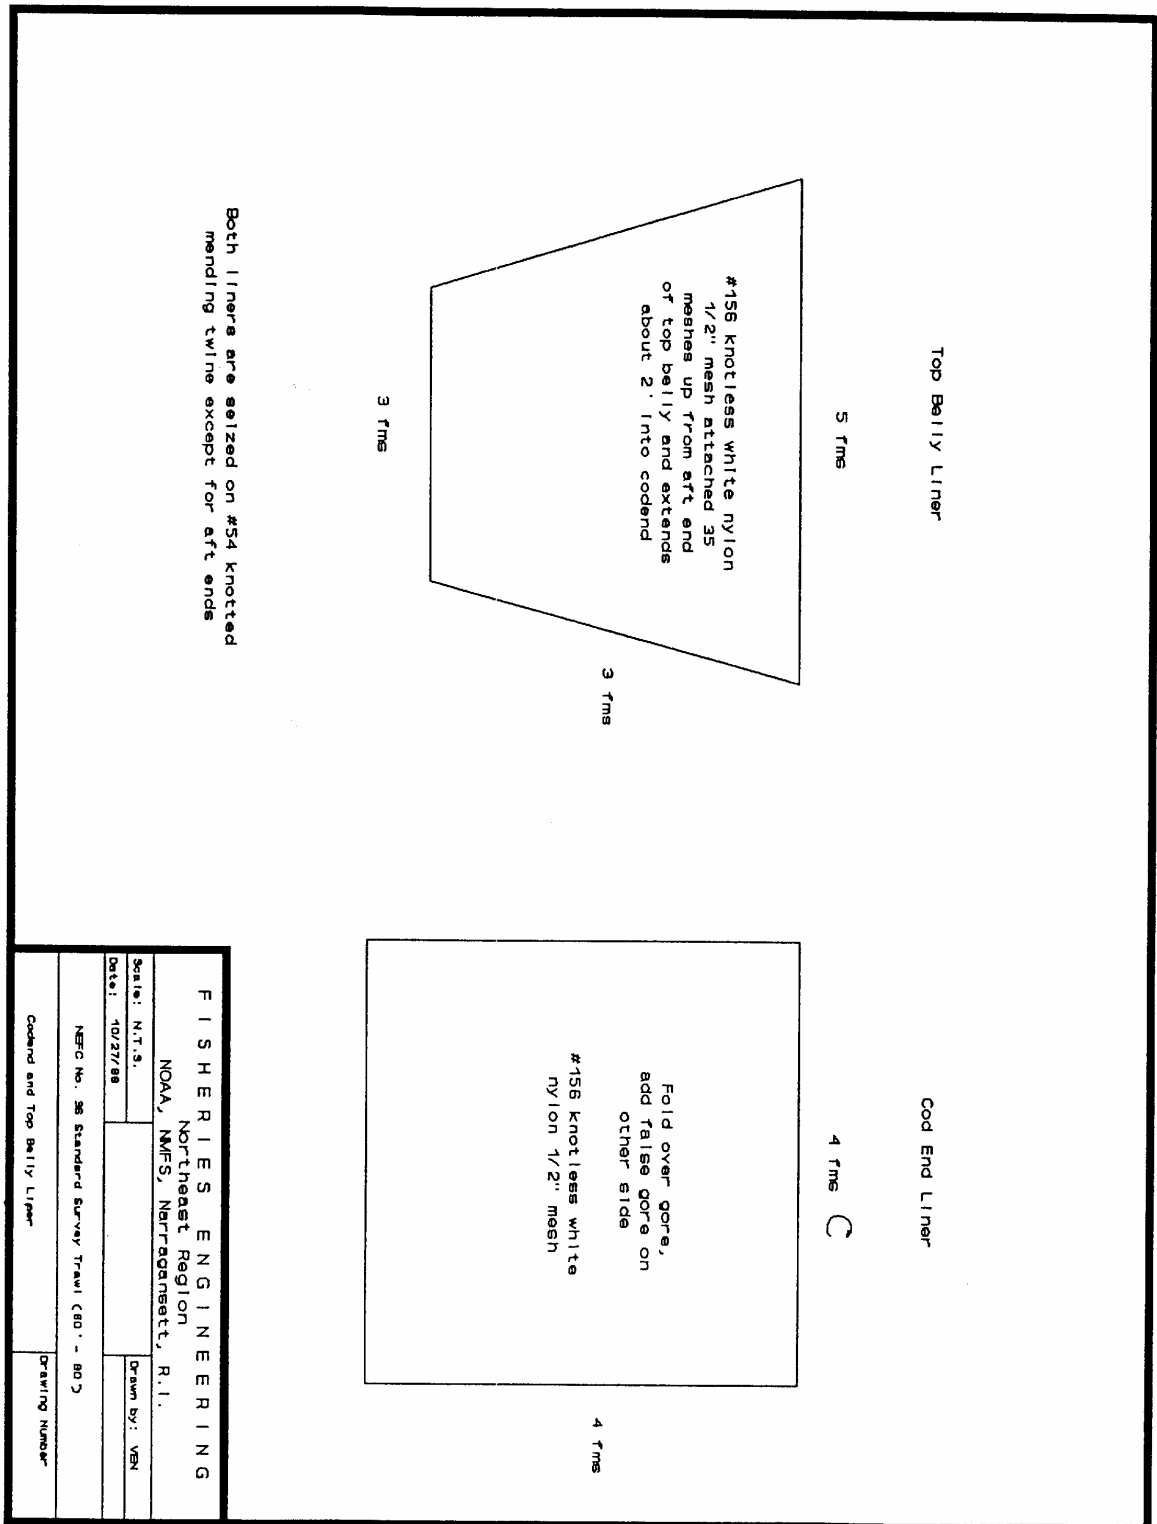 Top Belly Liner
5 fms
#156 knotless white nylon
1/2" mesh attached 35
meshes up from aft end
of top belly and extends
about 2' into codend
3 fms
3 fms
Both liners are seized on #54 knotted
mending twine except for aft ends
Cod End Liner
4 fms C
Fold over gore,
add false gore on
other side
#156 knotless white
nylon 1/2" mesh
4 fms
FISHERIES ENGINEERING
Northeast Region
NOAA, NMFS, Narragansett, R.I.
Scale: N.T.S.
Drawn by: VEN
Date: 10/27/88
NEFC No. 36 Standard Survey Trawl (60' - 80')
Codend and Top Belly Liner
Drawing Number